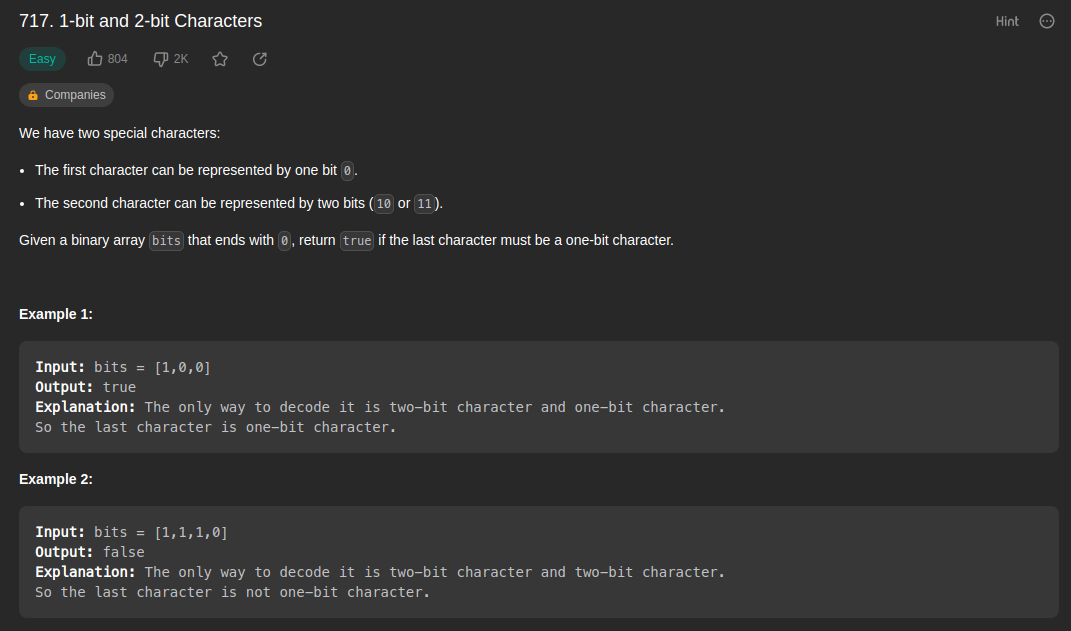 717. 1-bit and 2-bit Characters
Hint
Easy
804
2K
Companies
We have two special characters:
• The first character can be represented by one bit 0.
• The second character can be represented by two bits (10 or 11).
Given a binary array bits that ends with 0, return true if the last character must be a one-bit character.
Example 1:
Input: bits = [1,0,0]
Output: true
Explanation: The only way to decode it is two-bit character and one-bit character.
So the last character is one-bit character.
Example 2:
Input: bits = [1,1,1,0]
Output: false
Explanation: The only way to decode it is two-bit character and two-bit character.
So the last character is not one-bit character.